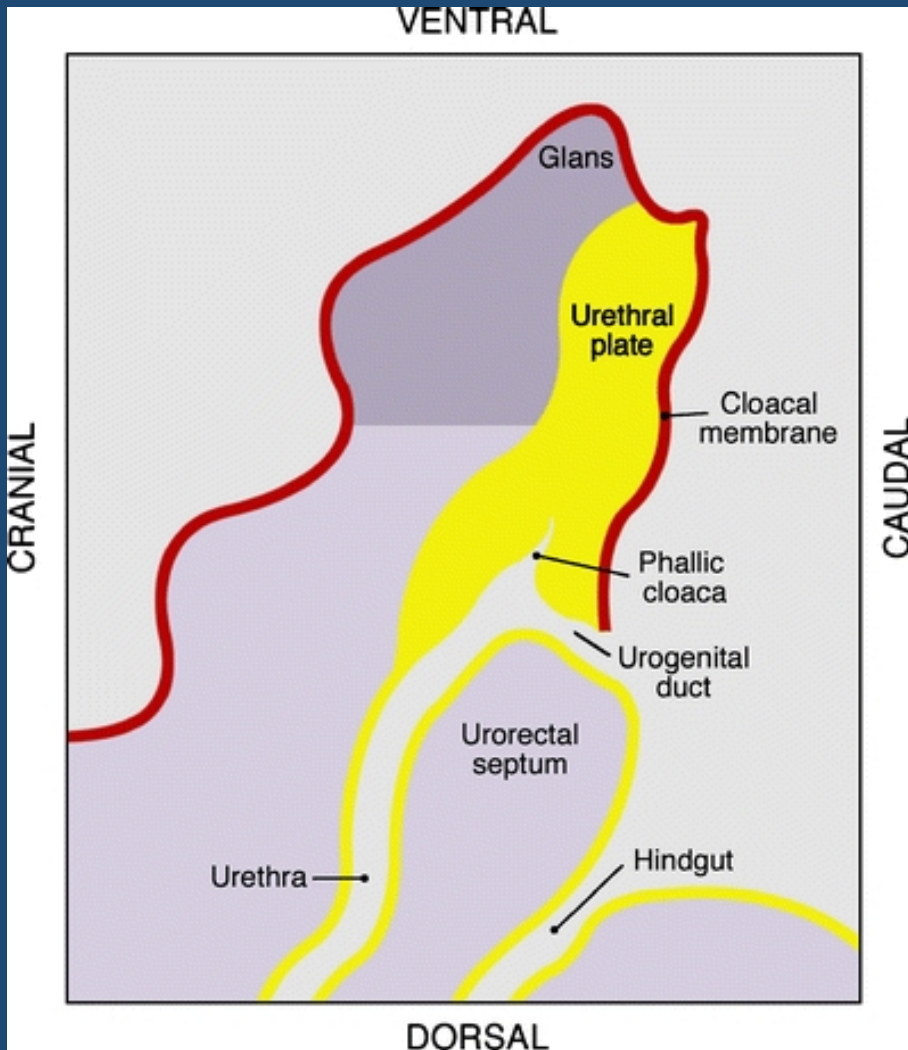 VENTRAL
Glans
Urethral
plate
Cloacal
membrane
CRANIAL
CAUDAL
Phallic
cloaca
Urogenital
duct
Urorectal
septum
Hindgut
Urethra
DORSAL